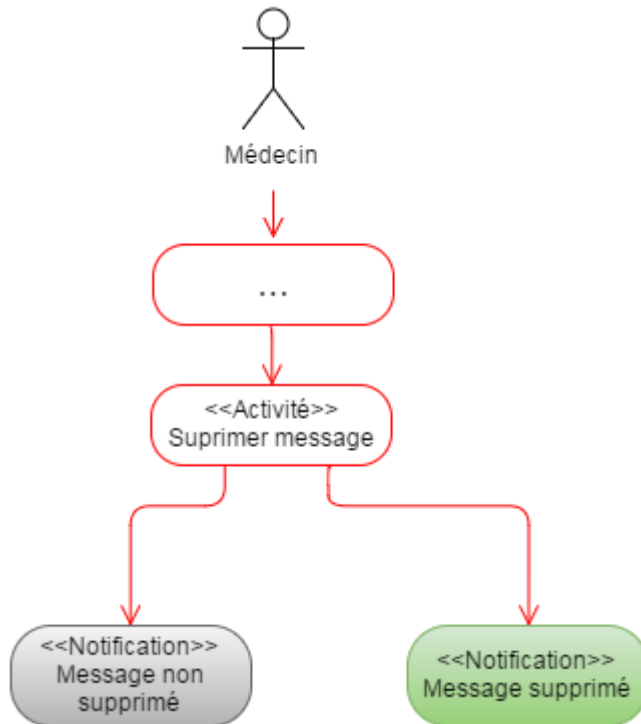 Médecin
...
<<Activité>>
Suprimer message
<<Notification>>
Message non
supprimé
<<Notification>>
Message supprimé